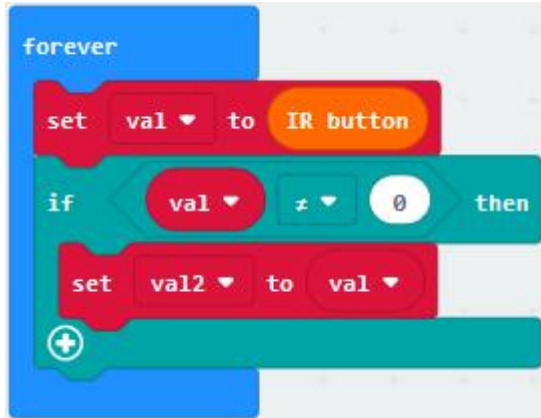 forever
set val to IR button
if val ≠ 0 then
set val2 to val